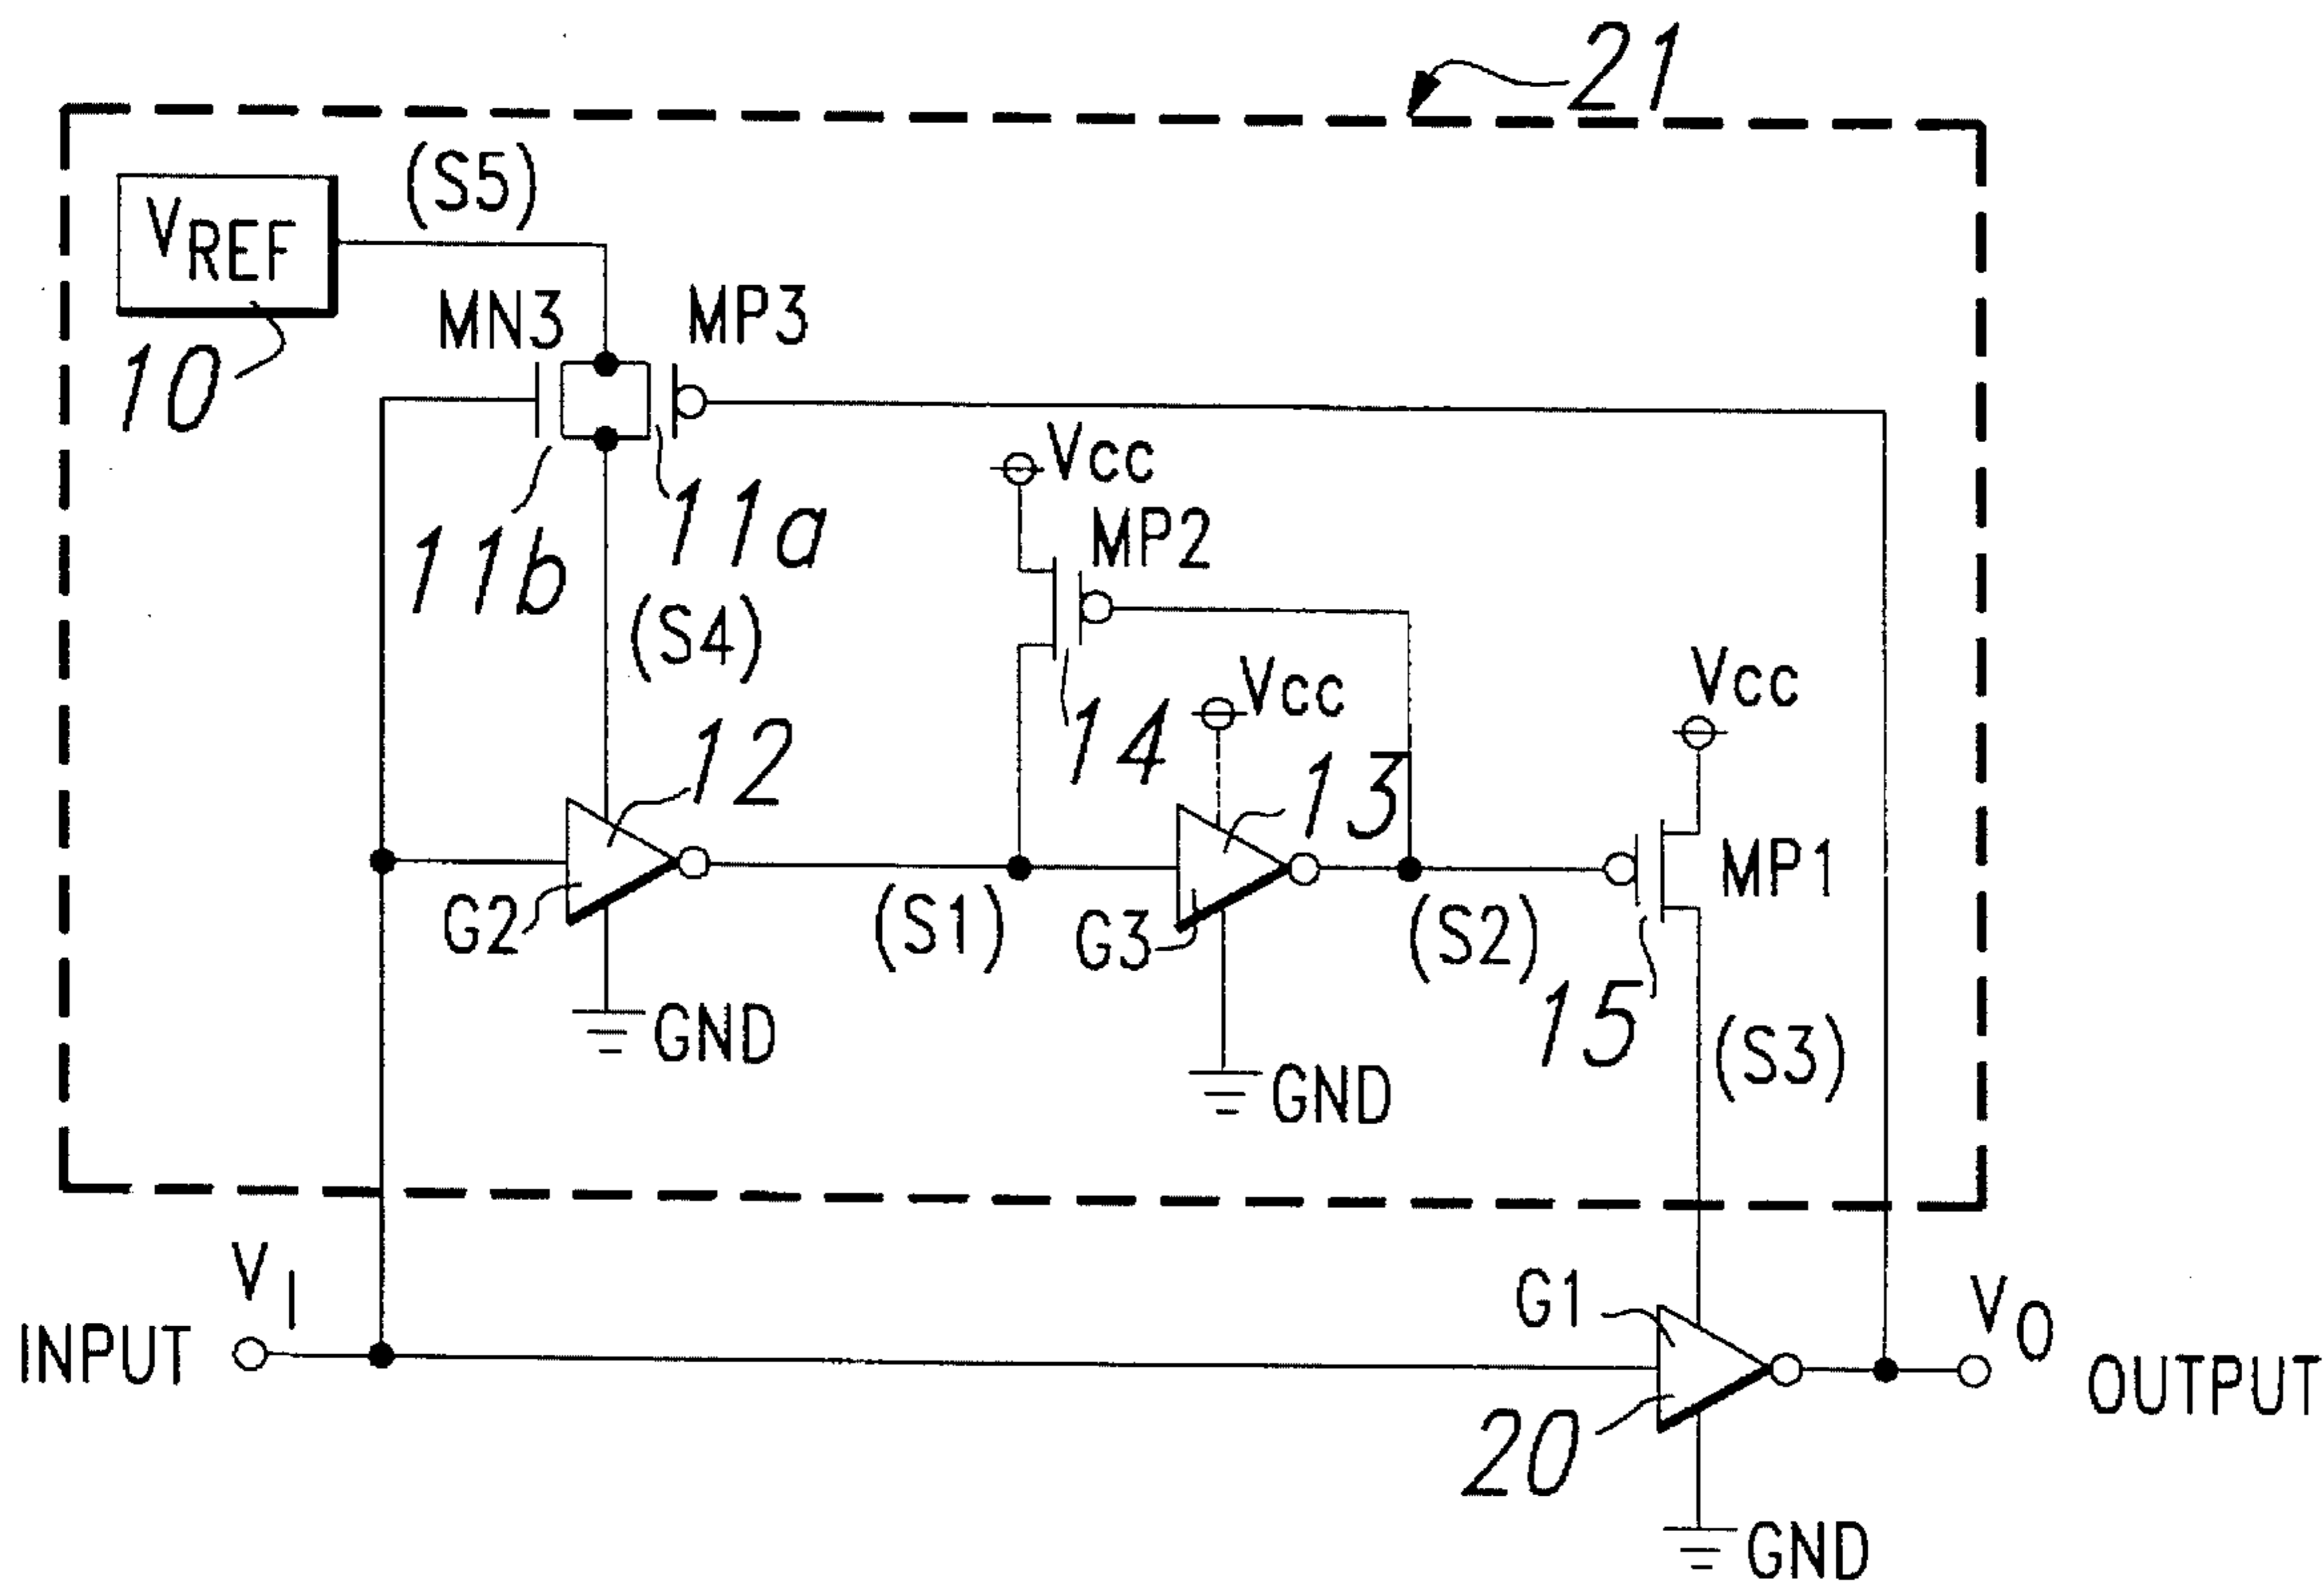 21
(S5)
VREF
MN3
MP3
10
Vcc
11a
11b
MP2
(S4)
Vcc
Vcc
14
12
13
MP1
G2
(S1)
G3
(S2)
15
GND
(S3)
GND
VI
G1
VO
INPUT
OUTPUT
20
GND